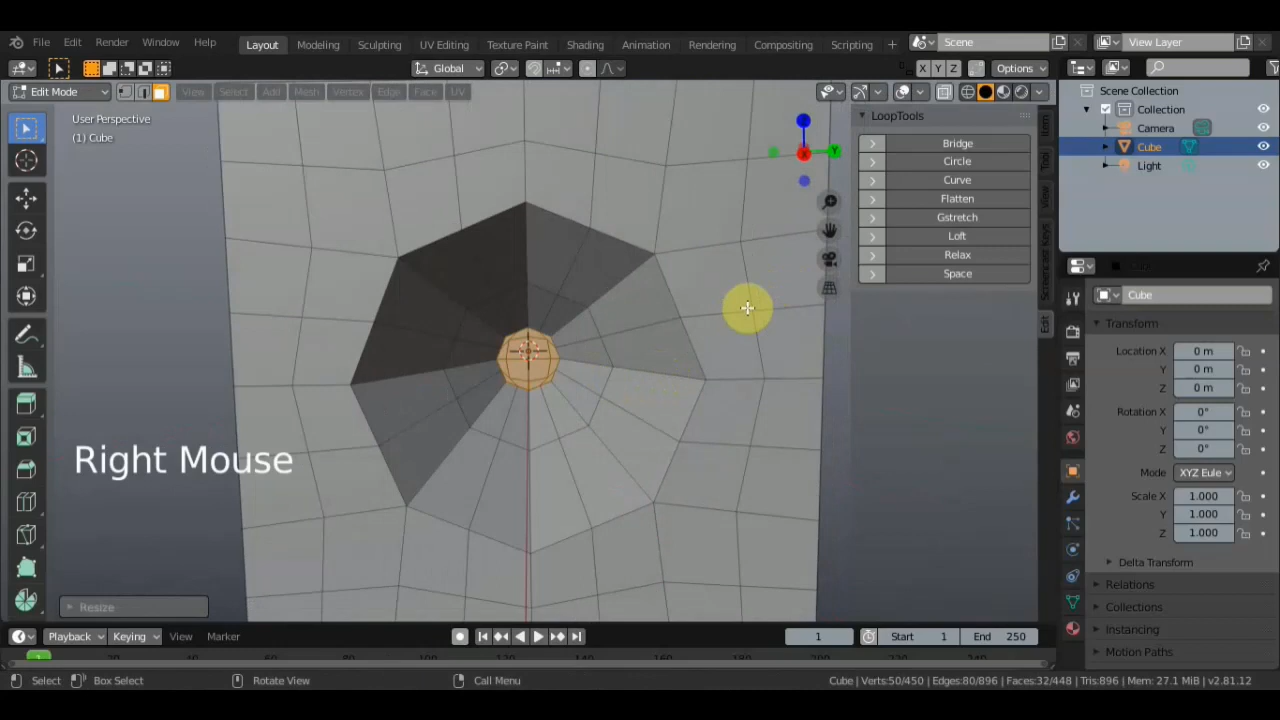 File Edit Render Window Help Layout Modeling Sculpting UV Editing Texture Paint Shading Animation Rendering Compositing Scripting + Scene View Layer
Global X Y Z Options
Edit Mode View Select Add Mesh Vertex Edge Face UV
User Perspective
(1) Cube
LoopTools
Bridge
Circle
Curve
Flatten
Gstretch
Loft
Relax
Space
Item
View
Screencast Keys
Edit
Scene Collection
Collection
Camera
Cube
Light
Cube
Transform
Location X 0 m
Y 0 m
Z 0 m
Rotation X 0°
Y 0°
Z 0°
Mode XYZ Eule
Scale X 1.000
Y 1.000
Z 1.000
Delta Transform
Relations
Collections
Instancing
Motion Paths
Right Mouse
Resize
Playback Keying View Marker 1 Start 1 End 250
Select Box Select Rotate View Call Menu Cube | Verts:50/450 | Edges:80/896 | Faces:32/448 | Tris:896 | Mem: 27.1 MiB | v2.81.12